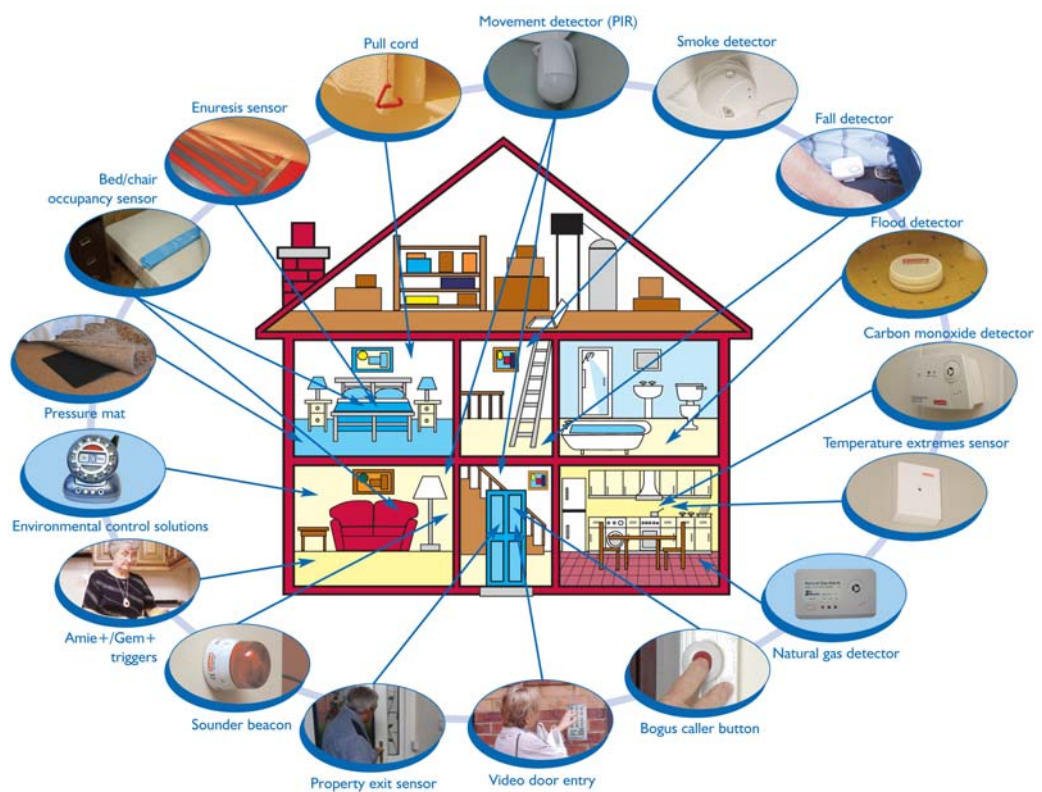 Movement detector (PIR)
Pull cord
Smoke detector
Enuresis sensor
Fall detector
Bed/chair
occupancy sensor
Flood detector
Carbon monoxide detector
Pressure mat
Temperature extremes sensor
Environmental control solutions
Amie+/Gem+
triggers
Natural gas detector
Sounder beacon
Bogus caller button
Property exit sensor
Video door entry